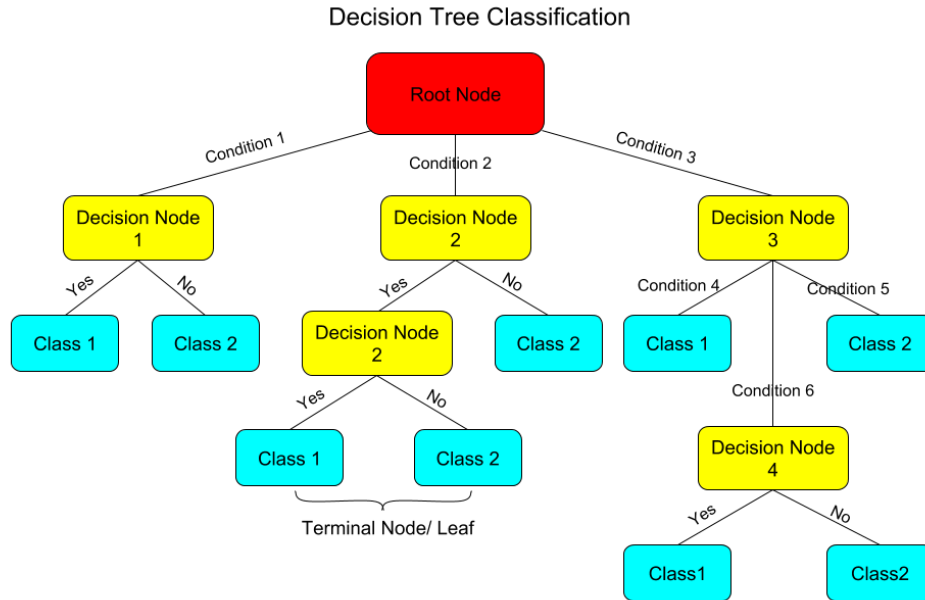 Decision Tree Classification
Root Node
Condition 1
Condition 2
Condition 3
Decision Node
1
Decision Node
2
Decision Node
3
Yes
No
Yes
No
Condition 4
Condition 5
Class 1
Class 2
Decision Node
2
Class 2
Class 1
Class 2
Condition 6
Yes
No
Class 1
Class 2
Decision Node
4
Terminal Node/ Leaf
Yes
No
Class1
Class2